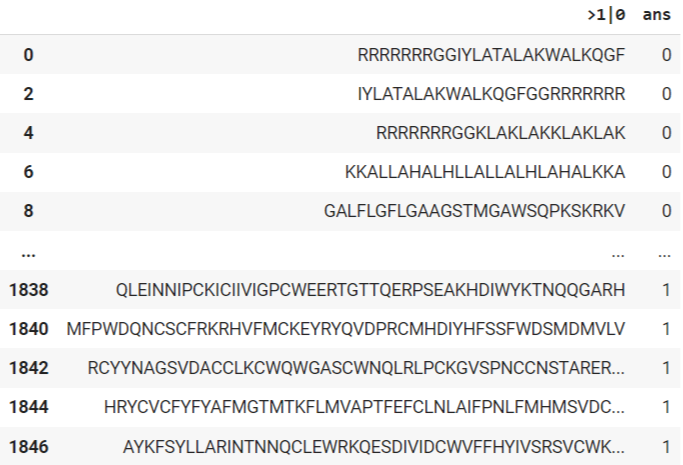 >1|0 ans
0 RRRRRRRGGIYLATALAKWALKQGF 0
2 IYLATALAKWALKQGFGGRRRRRRR 0
4 RRRRRRRGGKLAKLAKKLAKLAK 0
6 KKALLAHALHLLALLALHLAHALKKA 0
8 GALFLGFLGAAGSTMGAWSQPKSKRKV 0
... ... ...
1838 QLEINNIPCKICIIVIGPCWEERTGTTQERPSEAKHDIWYKTNQQGARH 1
1840 MFPWDQNCSCFRKRHVFMCKEYRYQVDPRCMHDIYHFSSFWDSMDMVLV 1
1842 RCYYNAGSVDACCLKCWQWGASCWNQLRLPCKGVSPNCCNSTARER... 1
1844 HRYCVCFYFYAFMGTMTKFLMVAPTFEFCLNLAIFPNLFMHMSVDC... 1
1846 AYKFSYLLARINTNNQCLEWRKQESDIVIDCWVFFHYIVSRSVCWK... 1